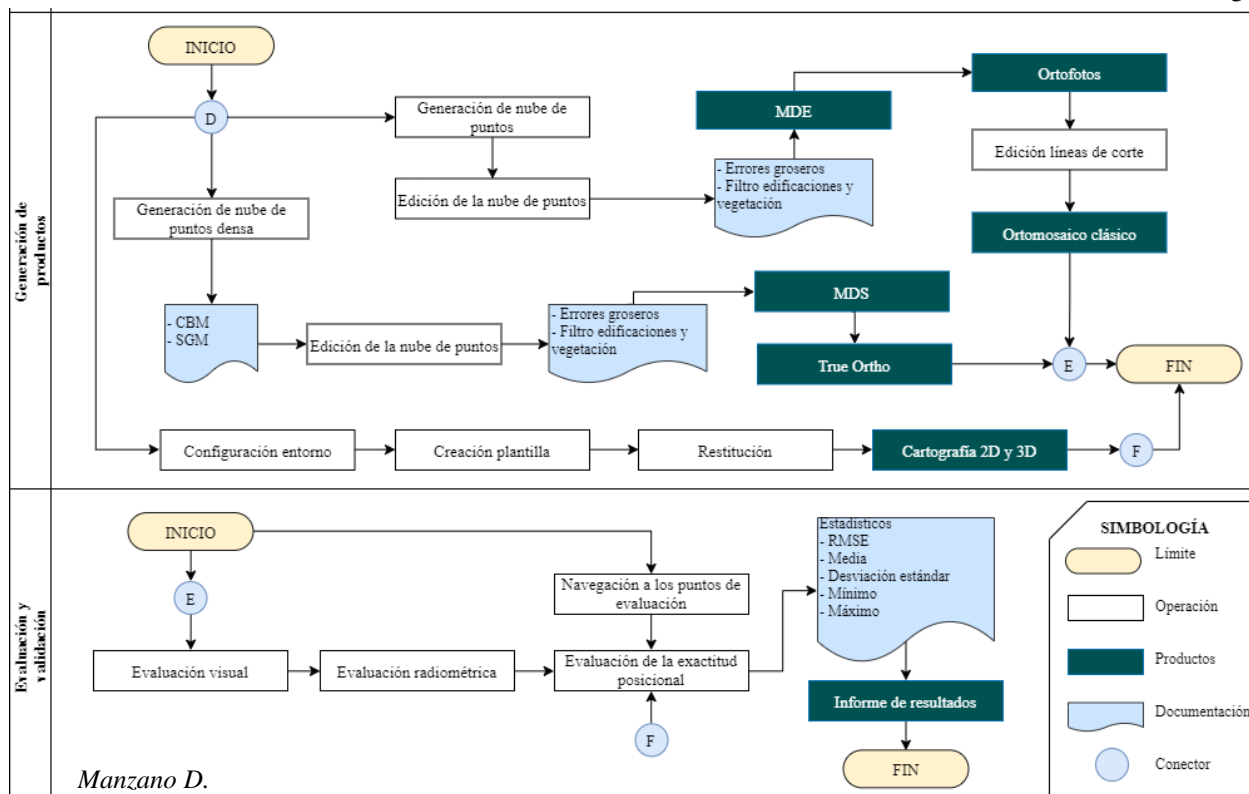 Generación de
productos
INICIO
D
Generación de nube de
puntos
Edición de la nube de puntos
- Errores groseros
- Filtro edificaciones y
vegetación
MDE
Ortofotos
Edición líneas de corte
Ortomosaico clásico
Generación de nube de
puntos densa
- CBM
- SGM
Edición de la nube de puntos
- Errores groseros
- Filtro edificaciones y
vegetación
MDS
True Ortho
E
FIN
Configuración entorno
Creación plantilla
Restitución
Cartografía 2D y 3D
F
Evaluación y
validación
INICIO
E
Evaluación visual
Evaluación radiométrica
Navegación a los puntos de
evaluación
Evaluación de la exactitud
posicional
F
Estadísticos
- RMSE
- Media
- Desviación estándar
- Mínimo
- Máximo
Informe de resultados
FIN
SIMBOLOGÍA
Límite
Operación
Productos
Documentación
Conector
Manzano D.